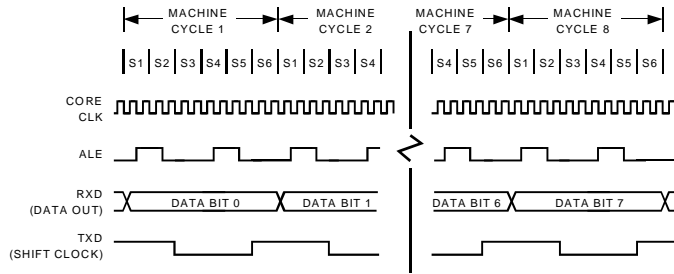 MACHINE CYCLE 1
MACHINE CYCLE 2
MACHINE CYCLE 7
MACHINE CYCLE 8
S1 S2 S3 S4 S5 S6 S1 S2 S3 S4
S4 S5 S6 S1 S2 S3 S4 S5 S6
CORE CLK
ALE
RXD (DATA OUT)
DATA BIT 0
DATA BIT 1
DATA BIT 6
DATA BIT 7
TXD (SHIFT CLOCK)